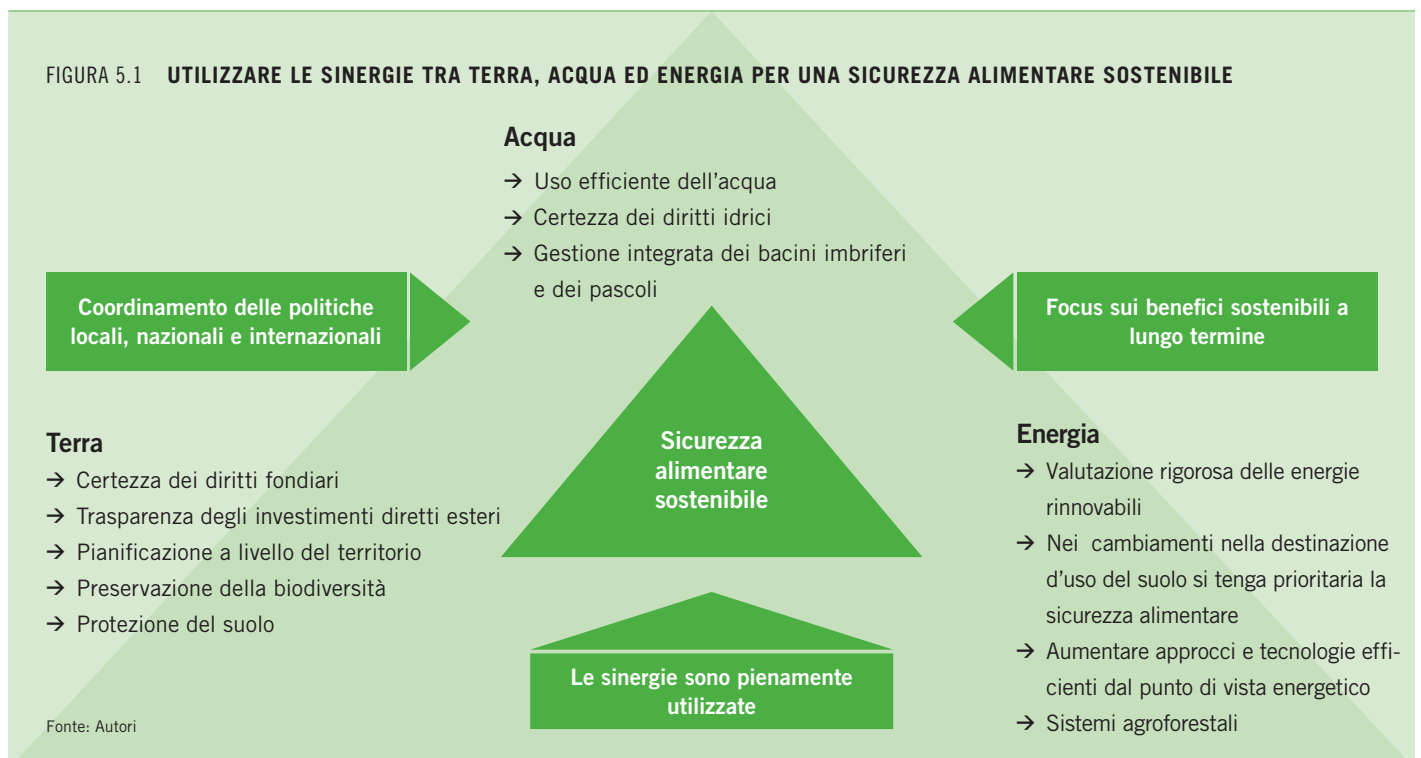 FIGURA 5.1 UTILIZZARE LE SINERGIE TRA TERRA, ACQUA ED ENERGIA PER UNA SICUREZZA ALIMENTARE SOSTENIBILE
Acqua
→ Uso efficiente dell'acqua
→ Certezza dei diritti idrici
→ Gestione integrata dei bacini imbriferi
e dei pascoli
Coordinamento delle politiche
locali, nazionali e internazionali
Focus sui benefici sostenibili a
lungo termine
Terra
→ Certezza dei diritti fondiari
→ Trasparenza degli investimenti diretti esteri
→ Pianificazione a livello del territorio
→ Preservazione della biodiversità
→ Protezione del suolo
Sicurezza
alimentare
sostenibile
Energia
→ Valutazione rigorosa delle energie
rinnovabili
→ Nei cambiamenti nella destinazione
d'uso del suolo si tenga prioritaria la
sicurezza alimentare
→ Aumentare approcci e tecnologie effi-
cienti dal punto di vista energetico
→ Sistemi agroforestali
Le sinergie sono pienamente
utilizzate
Fonte: Autori